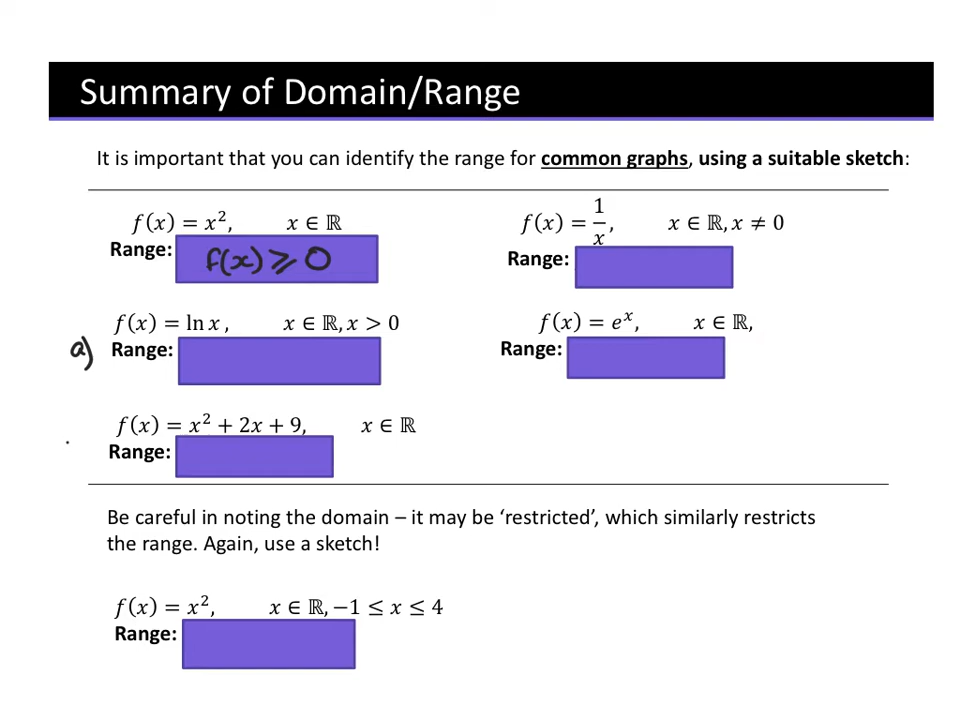 Summary of Domain/Range
It is important that you can identify the range for common graphs, using a suitable sketch:
f(x) = x², x ∈ ℝ
Range: f(x) ≥ 0
f(x) = 1/x, x ∈ ℝ, x ≠ 0
Range:
f(x) = ln x , x ∈ ℝ, x > 0
a) Range:
f(x) = eˣ, x ∈ ℝ,
Range:
f(x) = x² + 2x + 9, x ∈ ℝ
Range:
Be careful in noting the domain – it may be ‘restricted’, which similarly restricts
the range. Again, use a sketch!
f(x) = x², x ∈ ℝ, −1 ≤ x ≤ 4
Range: